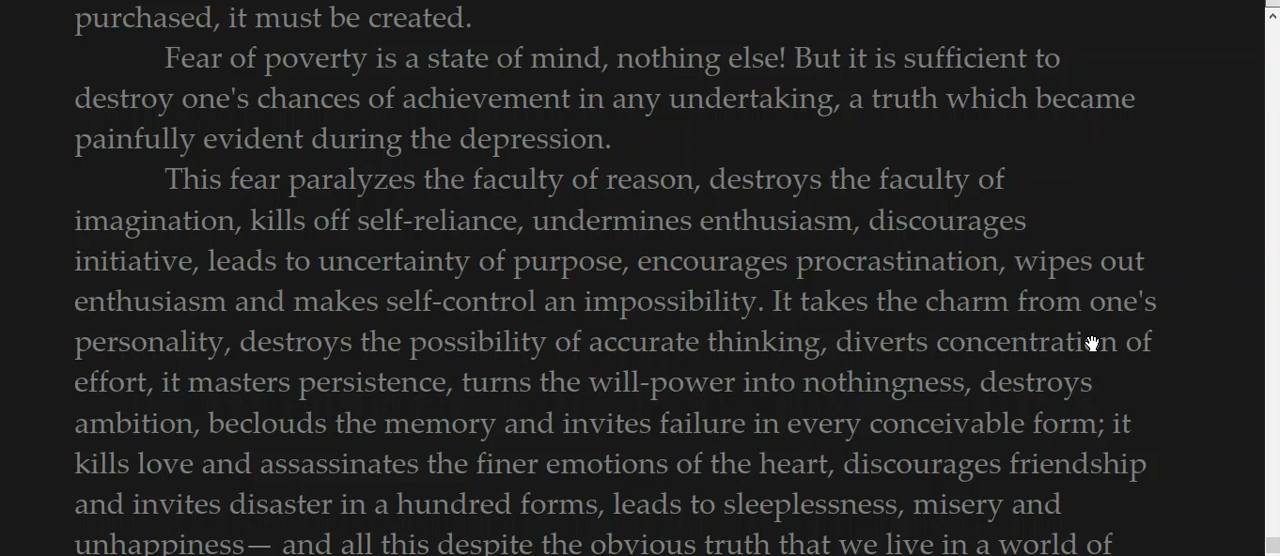 purchased, it must be created.
Fear of poverty is a state of mind, nothing else! But it is sufficient to
destroy one's chances of achievement in any undertaking, a truth which became
painfully evident during the depression.
This fear paralyzes the faculty of reason, destroys the faculty of
imagination, kills off self-reliance, undermines enthusiasm, discourages
initiative, leads to uncertainty of purpose, encourages procrastination, wipes out
enthusiasm and makes self-control an impossibility. It takes the charm from one's
personality, destroys the possibility of accurate thinking, diverts concentration of
effort, it masters persistence, turns the will-power into nothingness, destroys
ambition, beclouds the memory and invites failure in every conceivable form; it
kills love and assassinates the finer emotions of the heart, discourages friendship
and invites disaster in a hundred forms, leads to sleeplessness, misery and
unhappiness— and all this despite the obvious truth that we live in a world of